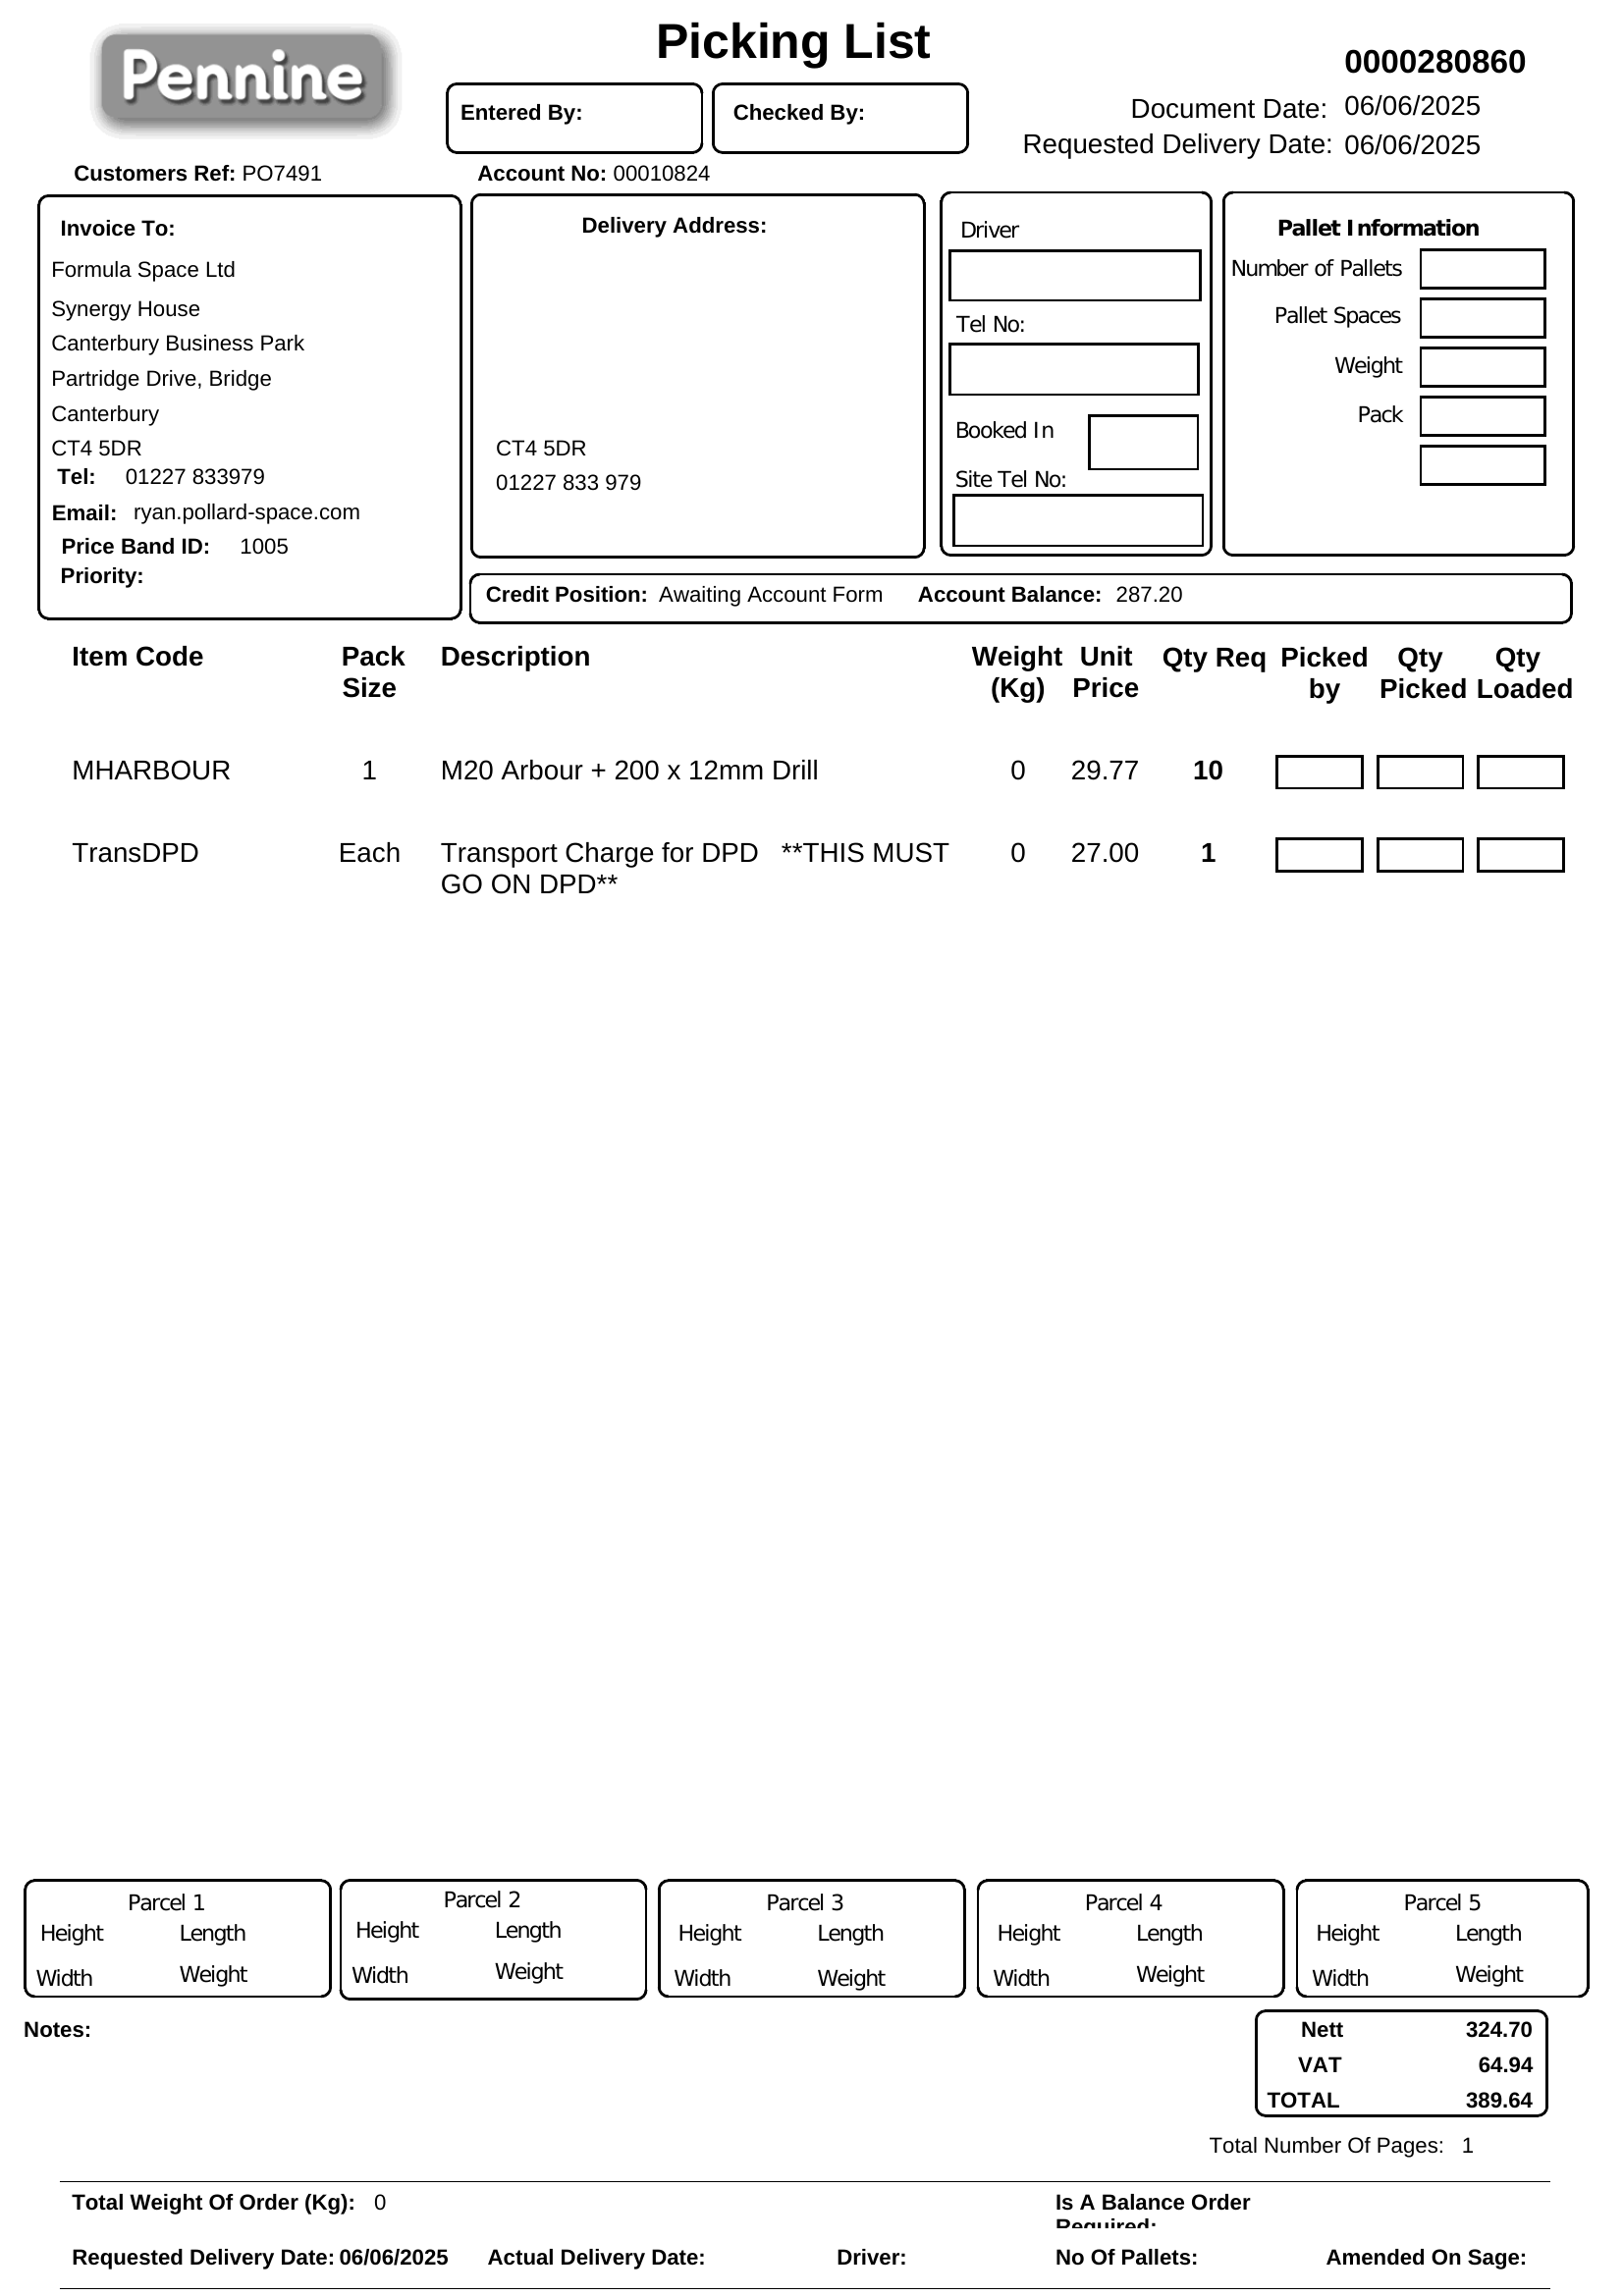 Pennine
Picking List
0000280860
Entered By:
Checked By:
Document Date: 06/06/2025
Requested Delivery Date: 06/06/2025
Customers Ref: PO7491
Account No: 00010824
Invoice To:
Formula Space Ltd
Synergy House
Canterbury Business Park
Partridge Drive, Bridge
Canterbury
CT4 5DR
Tel: 01227 833979
Email: ryan.pollard-space.com
Price Band ID: 1005
Priority:
Delivery Address:
CT4 5DR
01227 833 979
Driver
Tel No:
Booked In
Site Tel No:
Pallet Information
Number of Pallets
Pallet Spaces
Weight
Pack
Credit Position: Awaiting Account Form Account Balance: 287.20
Item Code Pack Size Description Weight (Kg) Unit Price Qty Req Picked by Qty Picked Qty Loaded
MHARBOUR 1 M20 Arbour + 200 x 12mm Drill 0 29.77 10
TransDPD Each Transport Charge for DPD **THIS MUST 0 27.00 1
GO ON DPD**
Parcel 1
Height Length
Width Weight
Parcel 2
Height Length
Width Weight
Parcel 3
Height Length
Width Weight
Parcel 4
Height Length
Width Weight
Parcel 5
Height Length
Width Weight
Notes:
Nett 324.70
VAT 64.94
TOTAL 389.64
Total Number Of Pages: 1
Total Weight Of Order (Kg): 0
Is A Balance Order
Required:
Requested Delivery Date: 06/06/2025 Actual Delivery Date: Driver: No Of Pallets: Amended On Sage: